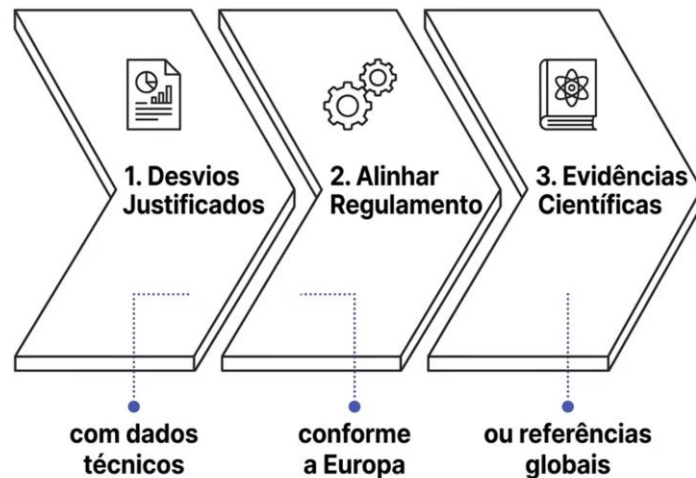 1. Desvios
Justificados
2. Alinhar
Regulamento
3. Evidências
Científicas
com dados
técnicos
conforme
a Europa
ou referências
globais